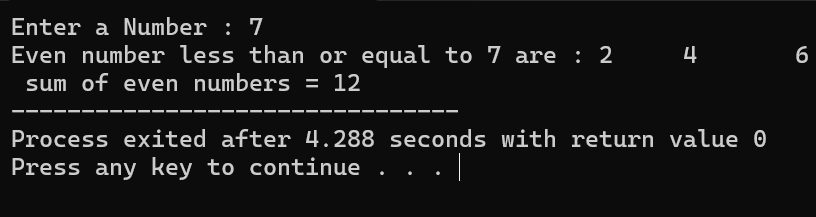 Enter a Number : 7
Even number less than or equal to 7 are : 2     4       6
 sum of even numbers = 12
--------------------------------
Process exited after 4.288 seconds with return value 0
Press any key to continue . . .